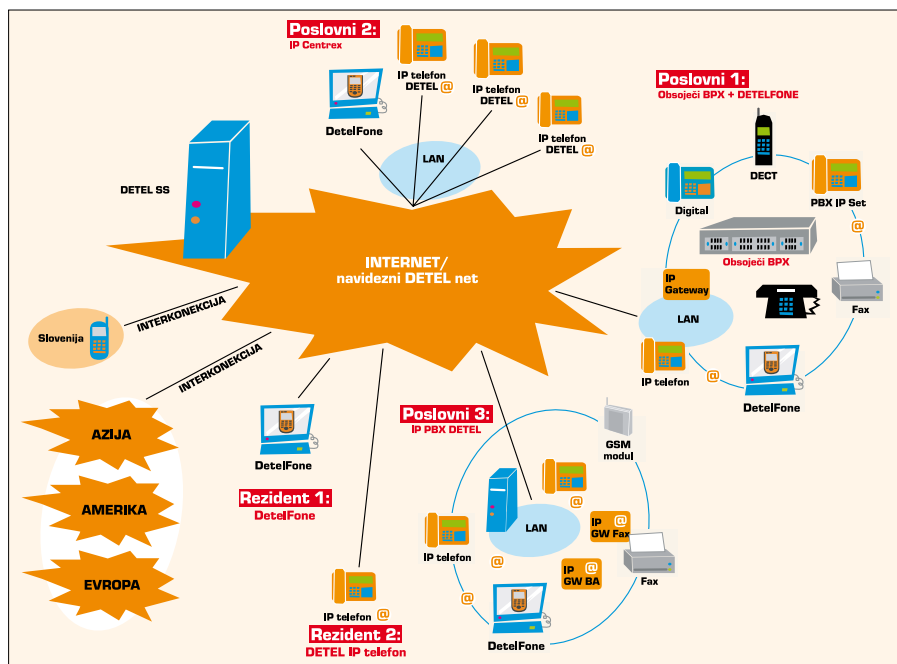 Poslovni 2:
IP Centrex
IP telefon
DETEL @
IP telefon
DETEL @
IP telefon
DETEL @
DetelFone
LAN
DETEL SS
INTERNET/
navidezni DETEL net
Poslovni 1:
Obsoječi BPX + DETELFONE
DECT
Digital
PBX IP Set
@
Obsoječi BPX
IP
Gateway
LAN
Fax
IP telefon
@
DetelFone
INTERKONEKCIJA
Slovenija
INTERKONEKCIJA
AZIJA
AMERIKA
EVROPA
DetelFone
Rezident 1:
DetelFone
IP telefon @
Rezident 2:
DETEL IP telefon
Poslovni 3:
IP PBX DETEL
GSM
modul
@
LAN
IP @
GW Fax
IP telefon
@
IP @
GW BA
Fax
@
DetelFone